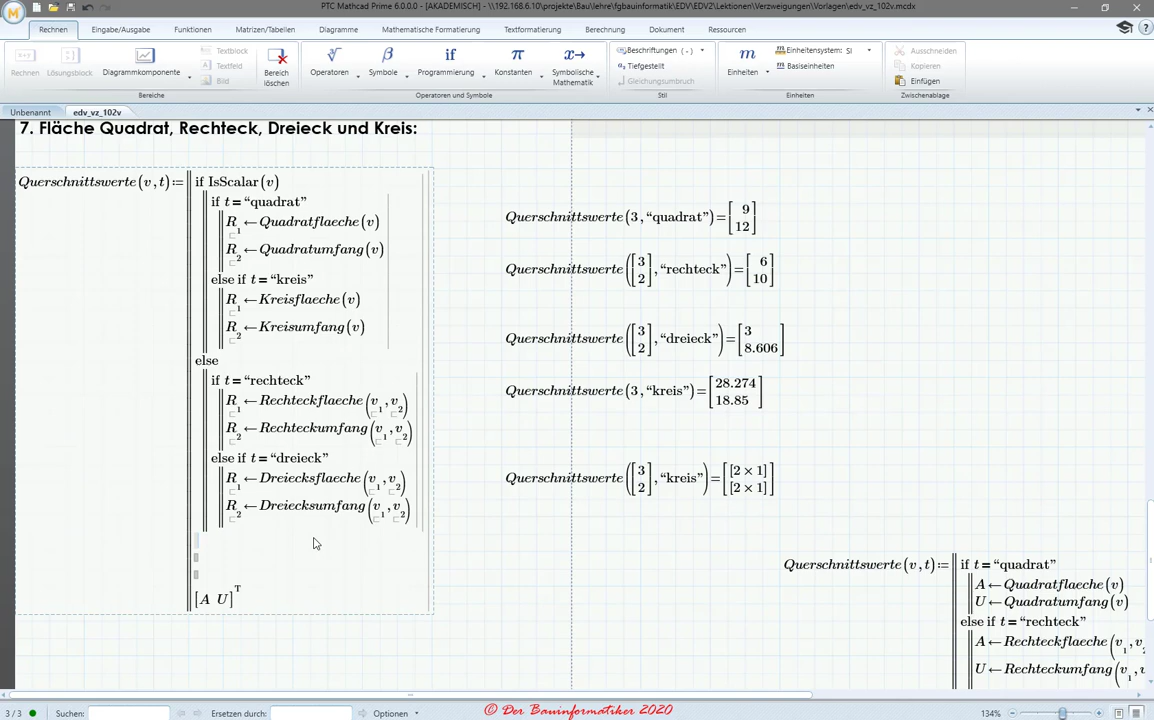 PTC Mathcad Prime 6.0.0.0 - [AKADEMISCH] - \\192.168.6.10\projekte\Bau\lehre\fgbauinformatik\EDV\EDV2\Lektionen\Verzweigungen\Vorlagen\edv_vz_102v.mcdx
Rechnen Eingabe/Ausgabe Funktionen Matrizen/Tabellen Diagramme Mathematische Formatierung Textformatierung Berechnung Dokument Ressourcen
Rechnen Lösungsblock Diagrammkomponente Textblock Textfeld Bild Bereich löschen
Operatoren Symbole Programmierung Konstanten Symbolische Mathematik
Beschriftungen ( - ) Tiefgestellt Gleichungsumbruch
Einheiten Einheitensystem: SI Basiseinheiten
Ausschneiden Kopieren Einfügen
Bereiche Operatoren und Symbole Stil Einheiten Zwischenablage
Unbenannt edv_vz_102v
7. Fläche Quadrat, Rechteck, Dreieck und Kreis:
Querschnittswerte(v,t):= if IsScalar(v)
if t=“quadrat”
R1←Quadratflaeche(v)
R2←Quadratumfang(v)
else if t=“kreis”
R1←Kreisflaeche(v)
R2←Kreisumfang(v)
else
if t=“rechteck”
R1←Rechteckflaeche(v1,v2)
R2←Rechteckumfang(v1,v2)
else if t=“dreieck”
R1←Dreiecksflaeche(v1,v2)
R2←Dreiecksumfang(v1,v2)
[A U]T
Querschnittswerte(3,“quadrat”)=[9 12]
Querschnittswerte([3 2],“rechteck”)=[6 10]
Querschnittswerte([3 2],“dreieck”)=[3 8.606]
Querschnittswerte(3,“kreis”)=[28.274 18.85]
Querschnittswerte([3 2],“kreis”)=[[2×1] [2×1]]
Querschnittswerte(v,t):= if t=“quadrat”
A←Quadratflaeche(v)
U←Quadratumfang(v)
else if t=“rechteck”
A←Rechteckflaeche(v1,v2
U←Rechteckumfang(v1,v
3 / 3 Suchen: Ersetzen durch: Optionen © Der Bauinformatiker 2020 134%